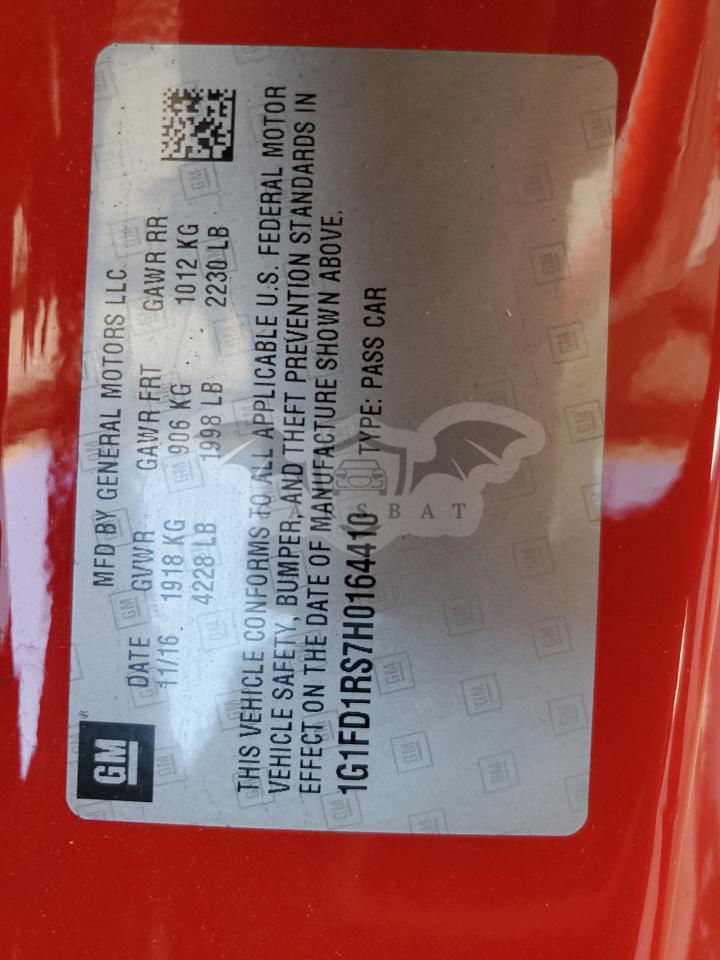 GM
MFD BY GENERAL MOTORS LLC
DATE GVWR GAWR FRT GAWR RR
11/16 1918 KG 906 KG 1012 KG
4228 LB 1998 LB 2230 LB
THIS VEHICLE CONFORMS TO ALL APPLICABLE U.S. FEDERAL MOTOR
VEHICLE SAFETY, BUMPER, AND THEFT PREVENTION STANDARDS IN
EFFECT ON THE DATE OF MANUFACTURE SHOWN ABOVE.
1G1FD1RS7H0164410 TYPE: PASS CAR